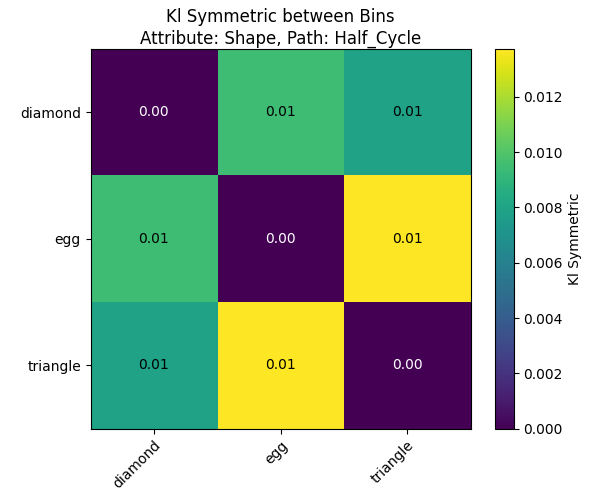 Kl Symmetric between Bins
Attribute: Shape, Path: Half_Cycle
diamond
0.00
0.01
0.01
egg
0.01
0.00
0.01
triangle
0.01
0.01
0.00
diamond
egg
triangle
0.012
0.010
0.008
0.006
0.004
0.002
0.000
Kl Symmetric